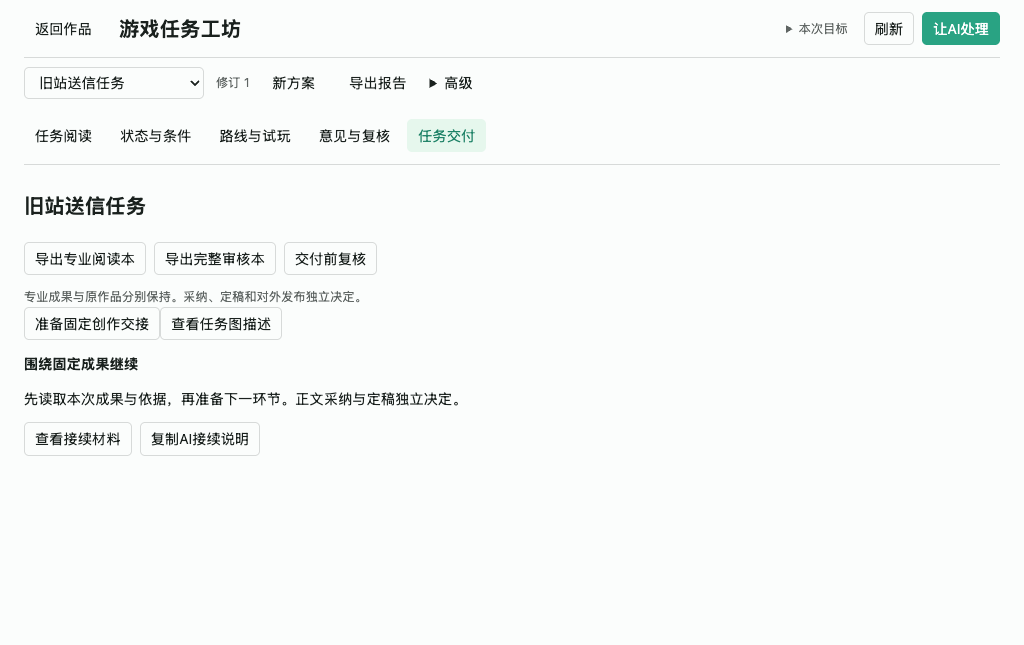 返回作品 游戏任务工坊 ▶ 本次目标 刷新 让AI处理
旧站送信任务 修订 1 新方案 导出报告 ▶ 高级
任务阅读 状态与条件 路线与试玩 意见与复核 任务交付
旧站送信任务
导出专业阅读本 导出完整审核本 交付前复核
专业成果与原作品分别保持。采纳、定稿和对外发布独立决定。
准备固定创作交接 查看任务图描述
围绕固定成果继续
先读取本次成果与依据，再准备下一环节。正文采纳与定稿独立决定。
查看接续材料 复制AI接续说明